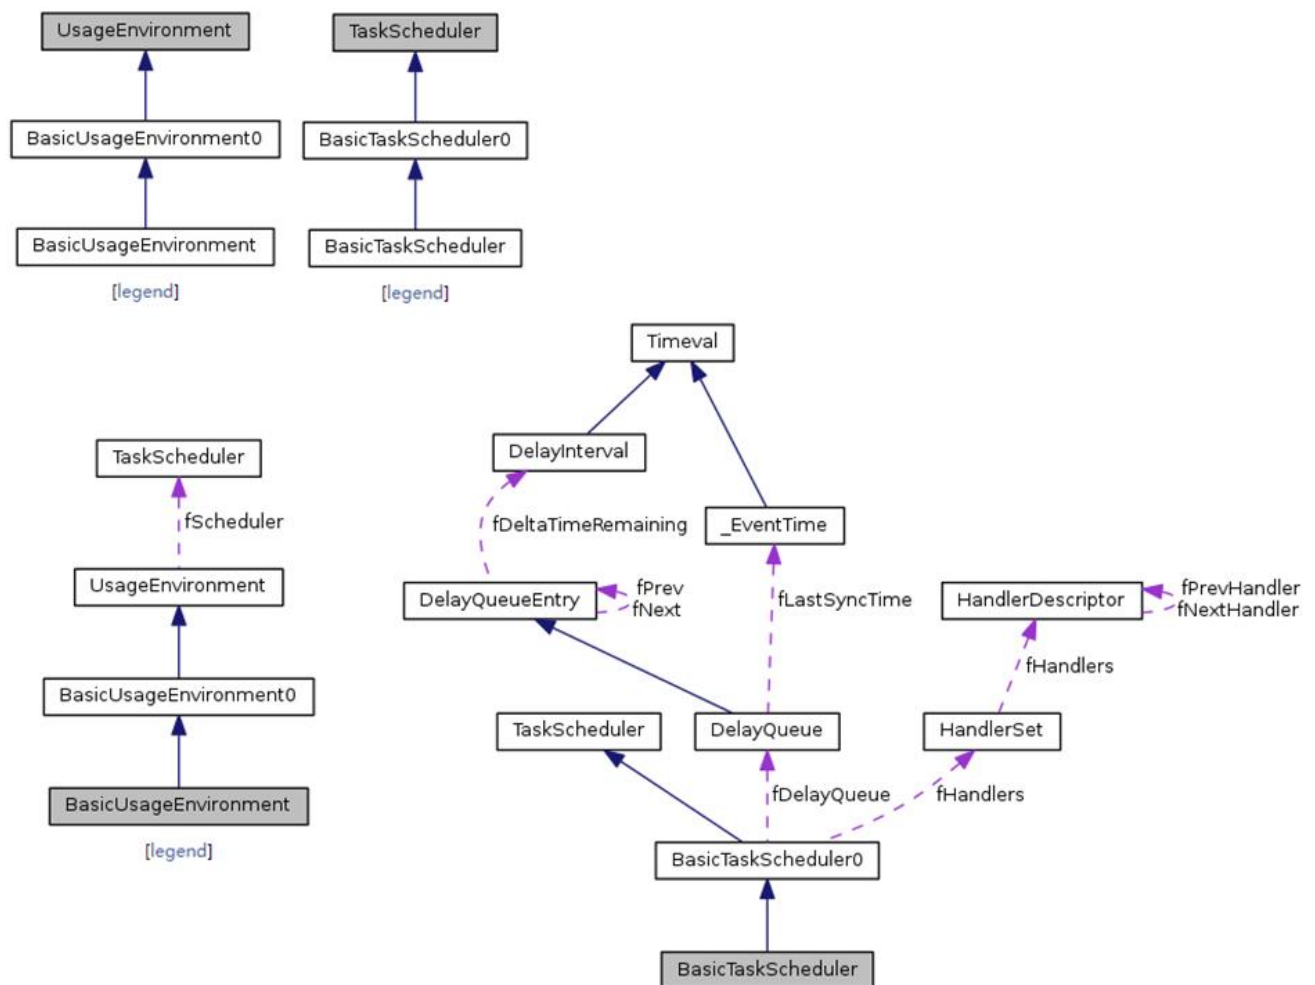 UsageEnvironment
BasicUsageEnvironment0
BasicUsageEnvironment
[legend]
TaskScheduler
BasicTaskScheduler0
BasicTaskScheduler
[legend]
TaskScheduler
fScheduler
UsageEnvironment
BasicUsageEnvironment0
BasicUsageEnvironment
[legend]
Timeval
DelayInterval
fDeltaTimeRemaining
_EventTime
DelayQueueEntry
fPrev
fNext
fLastSyncTime
HandlerDescriptor
fPrevHandler
fNextHandler
fHandlers
TaskScheduler
DelayQueue
HandlerSet
fDelayQueue
fHandlers
BasicTaskScheduler0
BasicTaskScheduler